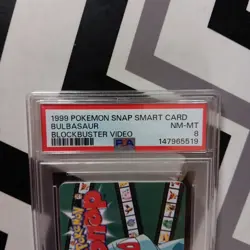 1999 POKEMON SNAP SMART CARD
BULBASAUR NM-MT
BLOCKBUSTER VIDEO 8
PSA 147965519